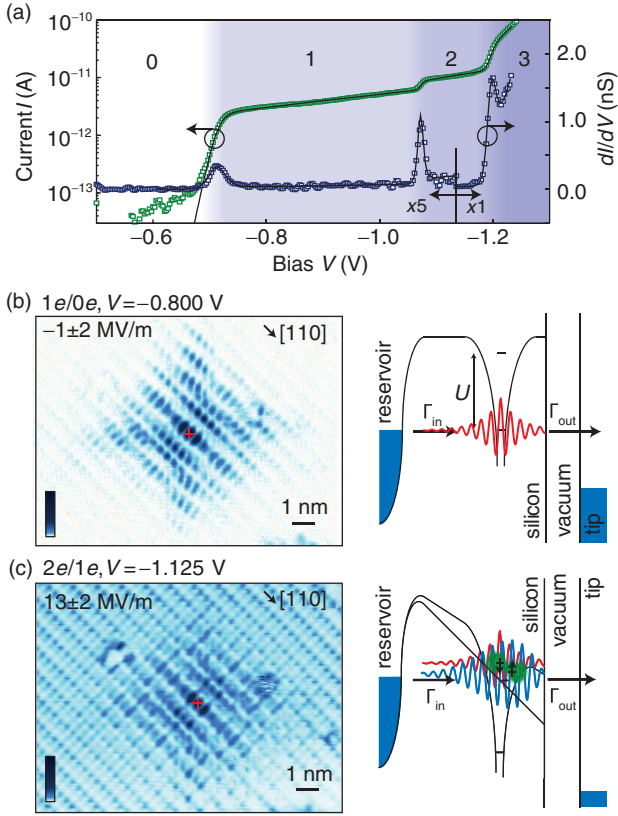 (a)
10⁻¹⁰
10⁻¹¹
10⁻¹²
10⁻¹³
Current I (A)
0
1
2
3
2.0
1.0
0.0
dI/dV (nS)
x5
x1
−0.6
−0.8
−1.0
−1.2
Bias V (V)
(b)
1e/0e, V=−0.800 V
−1±2 MV/m
[110]
1 nm
reservoir
U
Γin
Γout
silicon
vacuum
tip
(c)
2e/1e, V=−1.125 V
13±2 MV/m
[110]
1 nm
reservoir
Γin
Γout
silicon
vacuum
tip